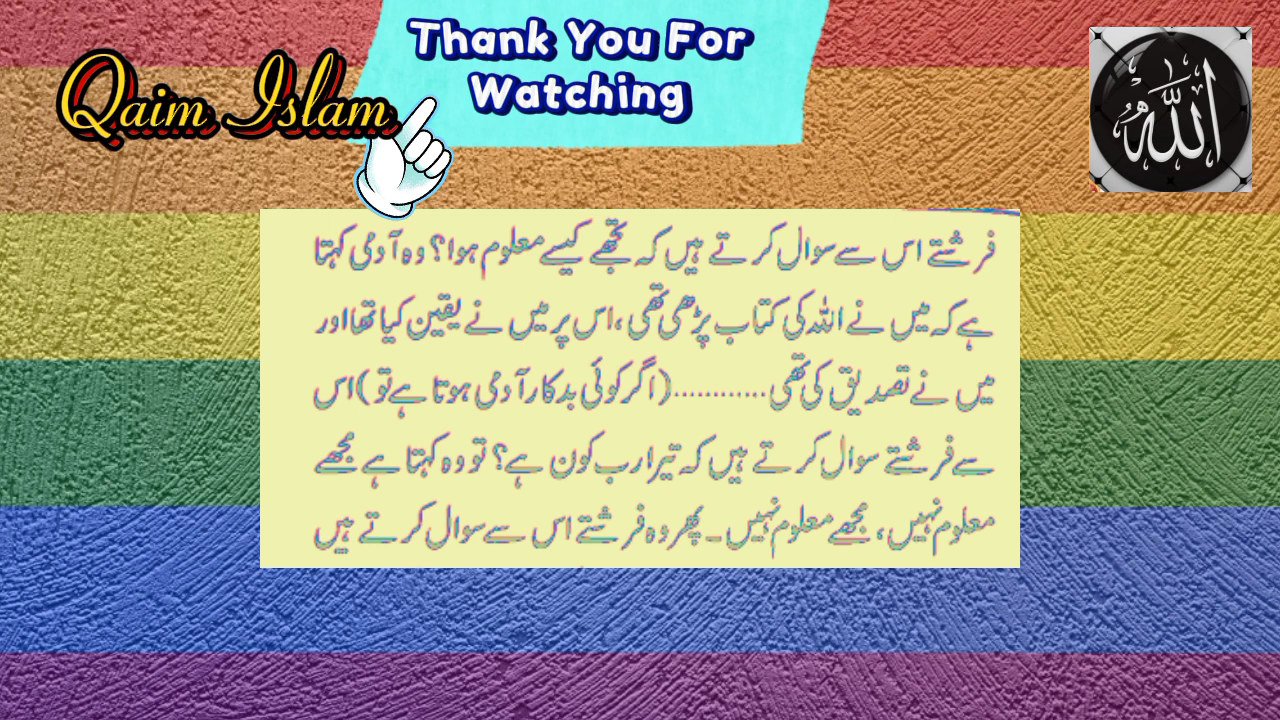 Thank You For
Watching
Qaim Islam
الله
فرشتے اس سے سوال کرتے ہیں کہ تجھے کیسے معلوم ہوا؟ وہ آدمی کہتا
ہے کہ میں نے اللہ کی کتاب پڑھی تھی، اس پر میں نے یقین کیا تھا اور
میں نے تصدیق کی تھی............(اگر کوئی بدکار آدمی ہوتا ہے تو) اس
سے فرشتے سوال کرتے ہیں کہ تیرا رب کون ہے؟ تو وہ کہتا ہے مجھے
معلوم نہیں، مجھے معلوم نہیں۔ پھر وہ فرشتے اس سے سوال کرتے ہیں